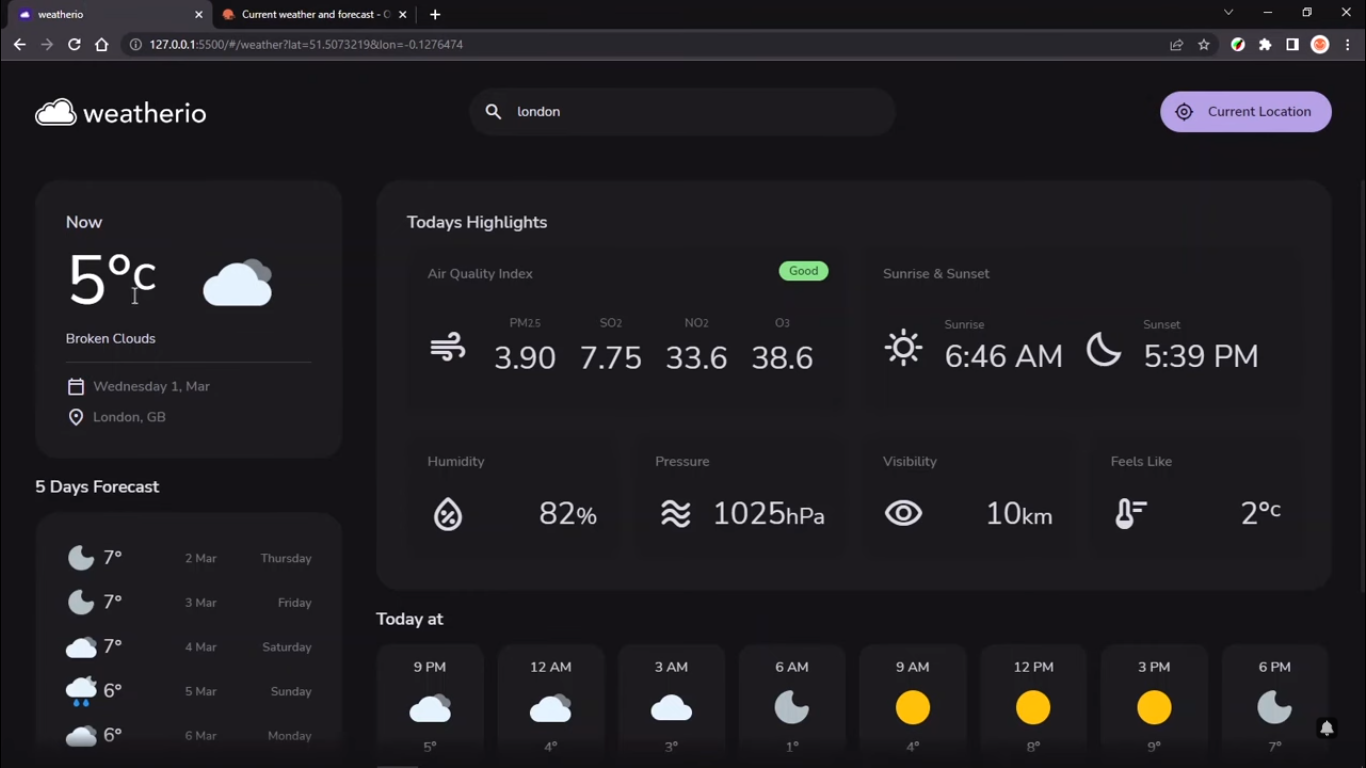 weatherio
Current weather and forecast - O
127.0.0.1:5500/#/weather?lat=51.5073219&lon=-0.1276474
weatherio
london
Current Location
Now
5°c
Broken Clouds
Wednesday 1, Mar
London, GB
5 Days Forecast
7° 2 Mar Thursday
7° 3 Mar Friday
7° 4 Mar Saturday
6° 5 Mar Sunday
6° 6 Mar Monday
Todays Highlights
Air Quality Index
Good
PM2.5 SO2 NO2 O3
3.90 7.75 33.6 38.6
Sunrise & Sunset
Sunrise Sunset
6:46 AM 5:39 PM
Humidity
82%
Pressure
1025hPa
Visibility
10km
Feels Like
2°c
Today at
9 PM 12 AM 3 AM 6 AM 9 AM 12 PM 3 PM 6 PM
5° 4° 3° 1° 4° 8° 9° 7°